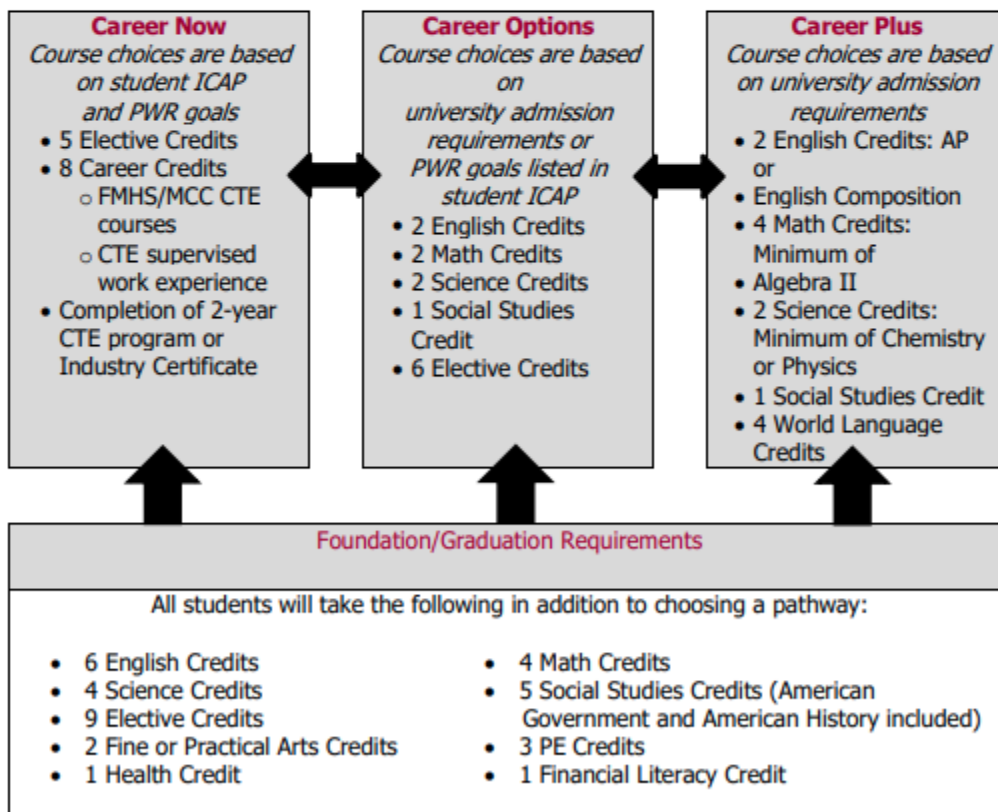 Career Now
Course choices are based
on student ICAP
and PWR goals
• 5 Elective Credits
• 8 Career Credits
o FMHS/MCC CTE
courses
o CTE supervised
work experience
• Completion of 2-year
CTE program or
Industry Certificate
Career Options
Course choices are based
on
university admission
requirements or
PWR goals listed in
student ICAP
• 2 English Credits
• 2 Math Credits
• 2 Science Credits
• 1 Social Studies
Credit
• 6 Elective Credits
Career Plus
Course choices are based
on university admission
requirements
• 2 English Credits: AP
or
• English Composition
• 4 Math Credits:
Minimum of
• Algebra II
• 2 Science Credits:
Minimum of Chemistry
or Physics
• 1 Social Studies Credit
• 4 World Language
Credits
Foundation/Graduation Requirements
All students will take the following in addition to choosing a pathway:
• 6 English Credits
• 4 Science Credits
• 9 Elective Credits
• 2 Fine or Practical Arts Credits
• 1 Health Credit
• 4 Math Credits
• 5 Social Studies Credits (American
Government and American History included)
• 3 PE Credits
• 1 Financial Literacy Credit